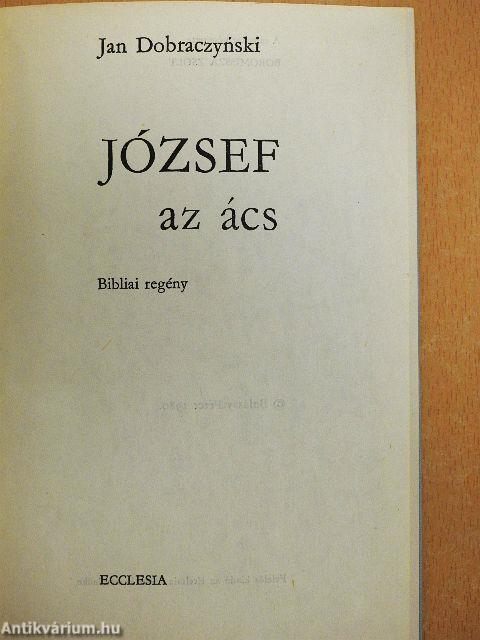 Jan Dobraczyński
JÓZSEF
az ács
Bibliai regény
ECCLESIA
Antikvárium.hu